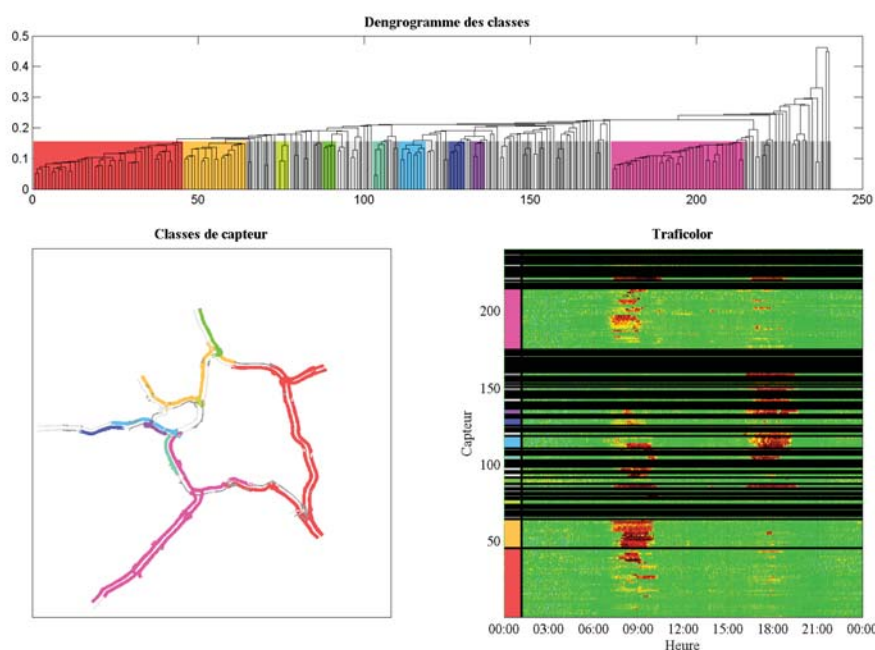 Dengrogramme des classes
0.5
0.4
0.3
0.2
0.1
0
0 50 100 150 200 250
Classes de capteur
Traficolor
200
150
100
50
Capteur
00:00 03:00 06:00 09:00 12:00 15:00 18:00 21:00 00:00
Heure